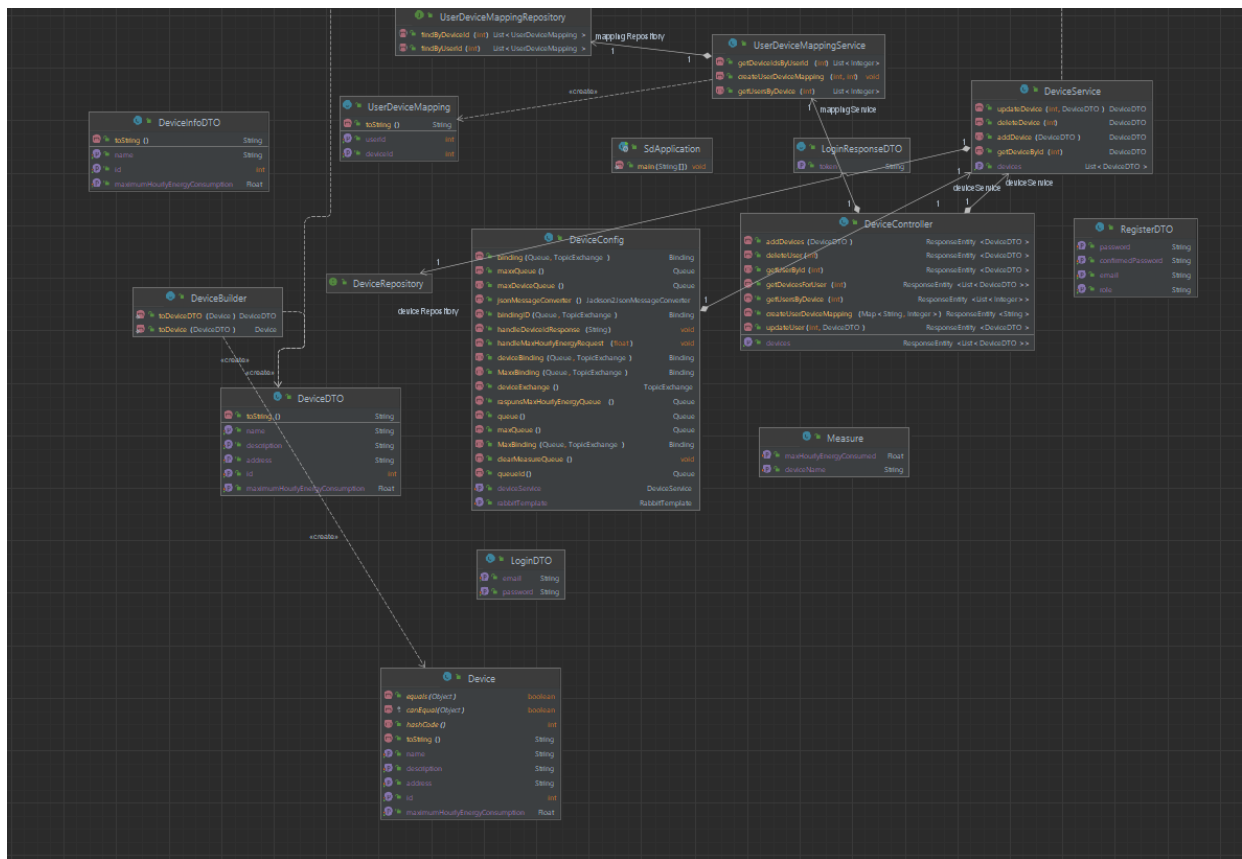 UserDeviceMappingRepository
findByDeviceId (int) List < UserDeviceMapping >
findByUserId (int) List < UserDeviceMapping >
mappingRepository
1
1
UserDeviceMappingService
getDeviceIdsByUserId (int) List < Integer>
createUserDeviceMapping (int, int) void
getUsersByDevice (int) List < Integer>
«create»
mappingService
1
UserDeviceMapping
toString () String
userId int
deviceId int
DeviceService
updateDevice (int, DeviceDTO ) DeviceDTO
deleteDevice (int) DeviceDTO
addDevice (DeviceDTO ) DeviceDTO
getDeviceById (int) DeviceDTO
devices List < DeviceDTO >
1
1
1
deviceService
deviceService
DeviceInfoDTO
toString () String
name String
id int
maximumHourlyEnergyConsumption Float
SdApplication
main (String []) void
LoginResponseDTO
token String
1
1
DeviceController
addDevices (DeviceDTO ) ResponseEntity <DeviceDTO >
deleteUser (int) ResponseEntity <DeviceDTO >
getUserById (int) ResponseEntity <DeviceDTO >
getDevicesForUser (int) ResponseEntity <List < DeviceDTO >>
getUsersByDevice (int) ResponseEntity <List < Integer >>
createUserDeviceMapping (Map < String, Integer >) ResponseEntity <String >
updateUser (int, DeviceDTO ) ResponseEntity <DeviceDTO >
devices ResponseEntity <List < DeviceDTO >>
RegisterDTO
password String
confirmedPassword String
email String
role String
DeviceConfig
binding (Queue, TopicExchange ) Binding
maxxQueue () Queue
maxDeviceQueue () Queue
jsonMessageConverter () Jackson2JsonMessageConverter
bindingID (Queue, TopicExchange ) Binding
handleDeviceIdResponse (String) void
handleMaxHourlyEnergyRequest (float) void
deviceBinding (Queue, TopicExchange ) Binding
MaxxBinding (Queue, TopicExchange ) Binding
deviceExchange () TopicExchange
raspunsMaxHourlyEnergyQueue () Queue
queue () Queue
maxQueue () Queue
MaxBinding (Queue, TopicExchange ) Binding
clearMeasureQueue () void
queueId () Queue
deviceService DeviceService
rabbitTemplate RabbitTemplate
1
1
DeviceRepository
deviceRepository
DeviceBuilder
toDeviceDTO (Device ) DeviceDTO
toDevice (DeviceDTO ) Device
«create»
«create»
DeviceDTO
toString () String
name String
description String
address String
id int
maximumHourlyEnergyConsumption Float
Measure
maxHourlyEnergyConsumed Float
deviceName String
«create»
LoginDTO
email String
password String
Device
equals (Object ) boolean
canEqual (Object ) boolean
hashCode () int
toString () String
name String
description String
address String
id int
maximumHourlyEnergyConsumption Float